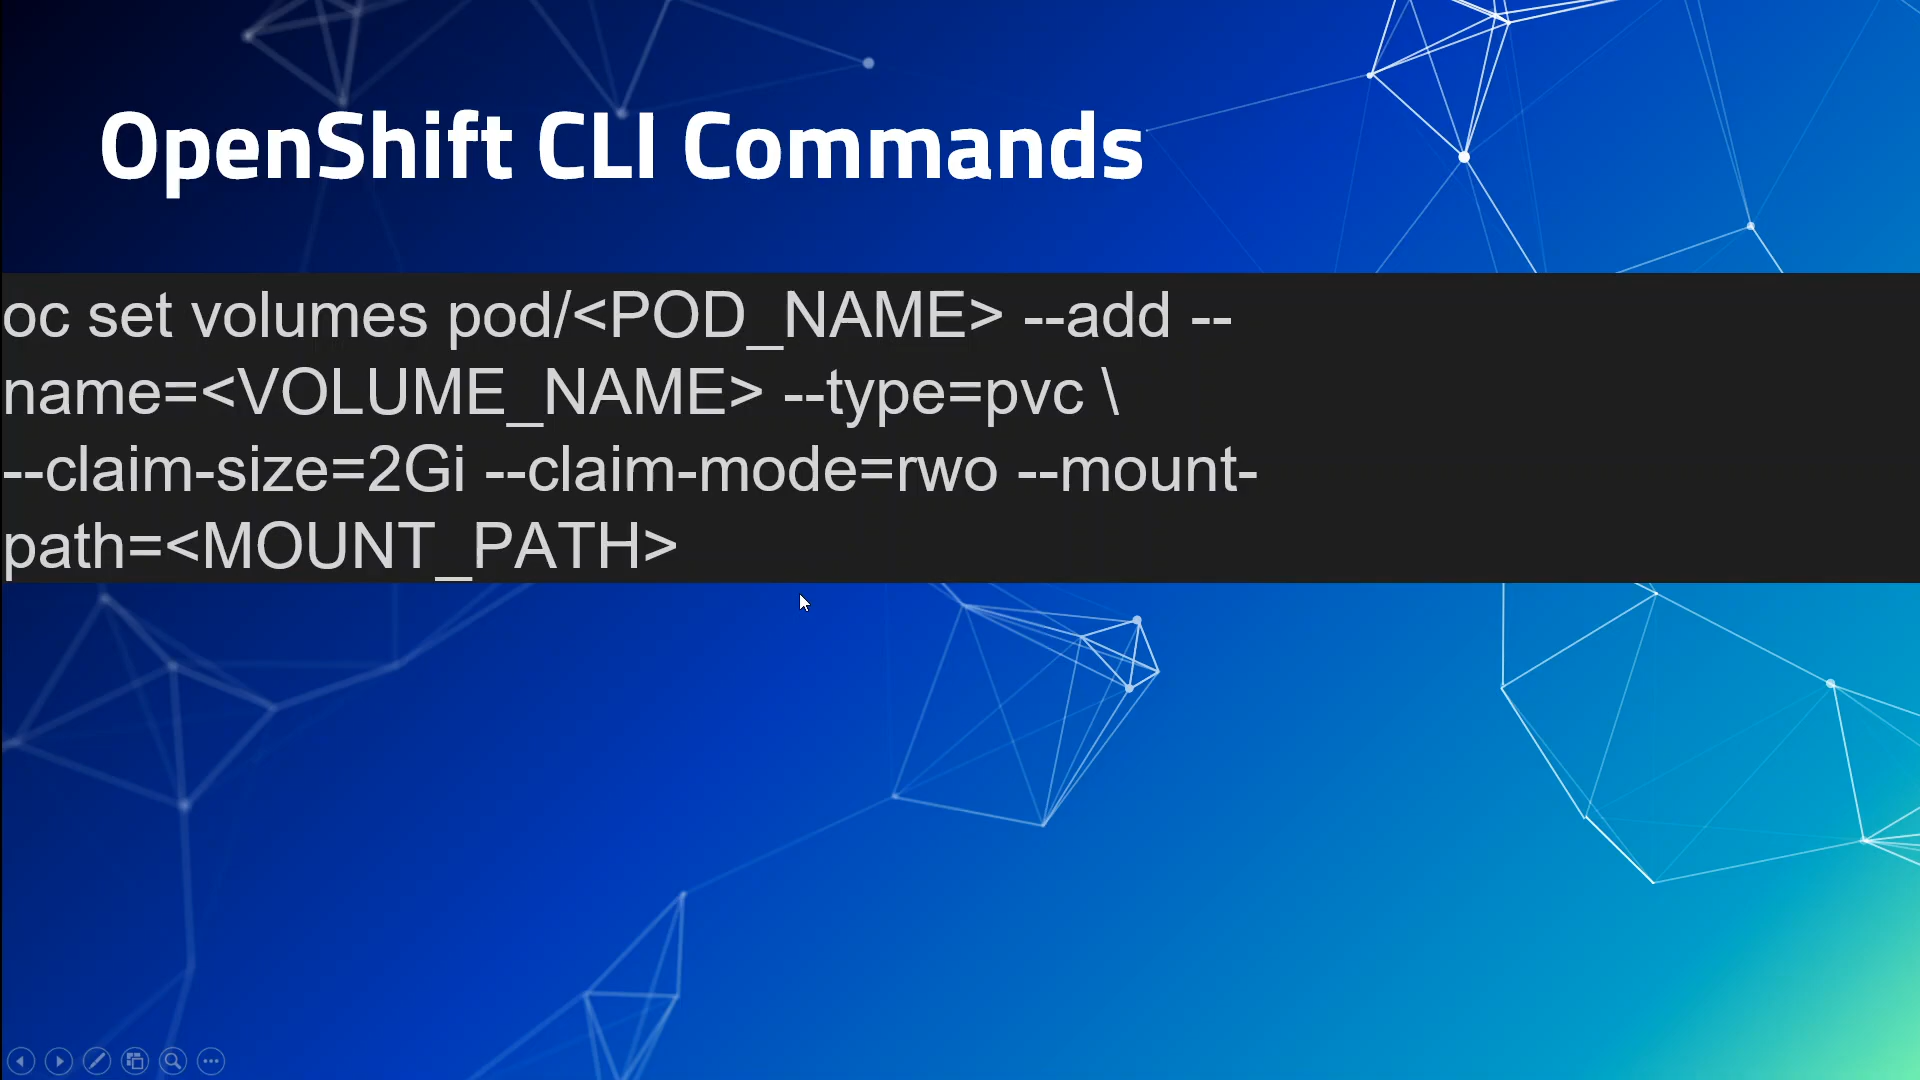 OpenShift CLI Commands
oc set volumes pod/<POD_NAME> --add --
name=<VOLUME_NAME> --type=pvc \
--claim-size=2Gi --claim-mode=rwo --mount-
path=<MOUNT_PATH>